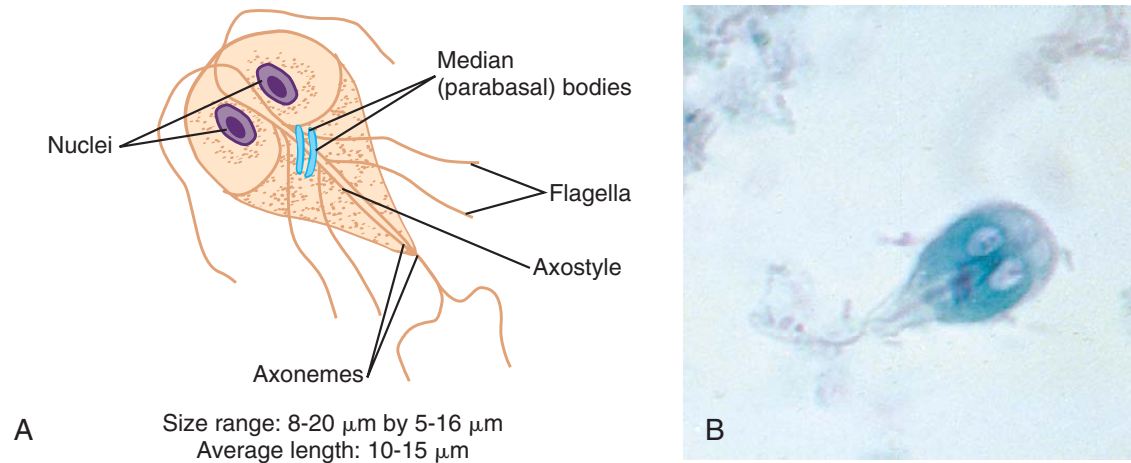 Median
(parabasal) bodies
Nuclei
Flagella
Axostyle
Axonemes
A
Size range: 8-20 μm by 5-16 μm
Average length: 10-15 μm
B